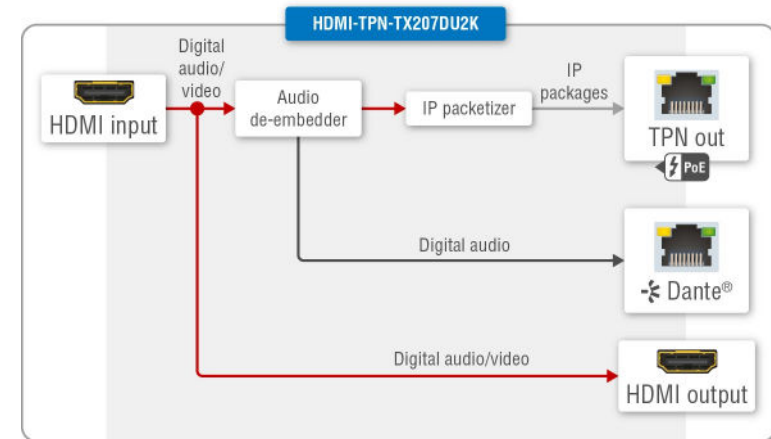 HDMI-TPN-TX207DU2K
Digital
audio/
video
HDMI input
Audio
de-embedder
IP packetizer
IP
packages
TPN out
PoE
Digital audio
Dante®
Digital audio/video
HDMI output